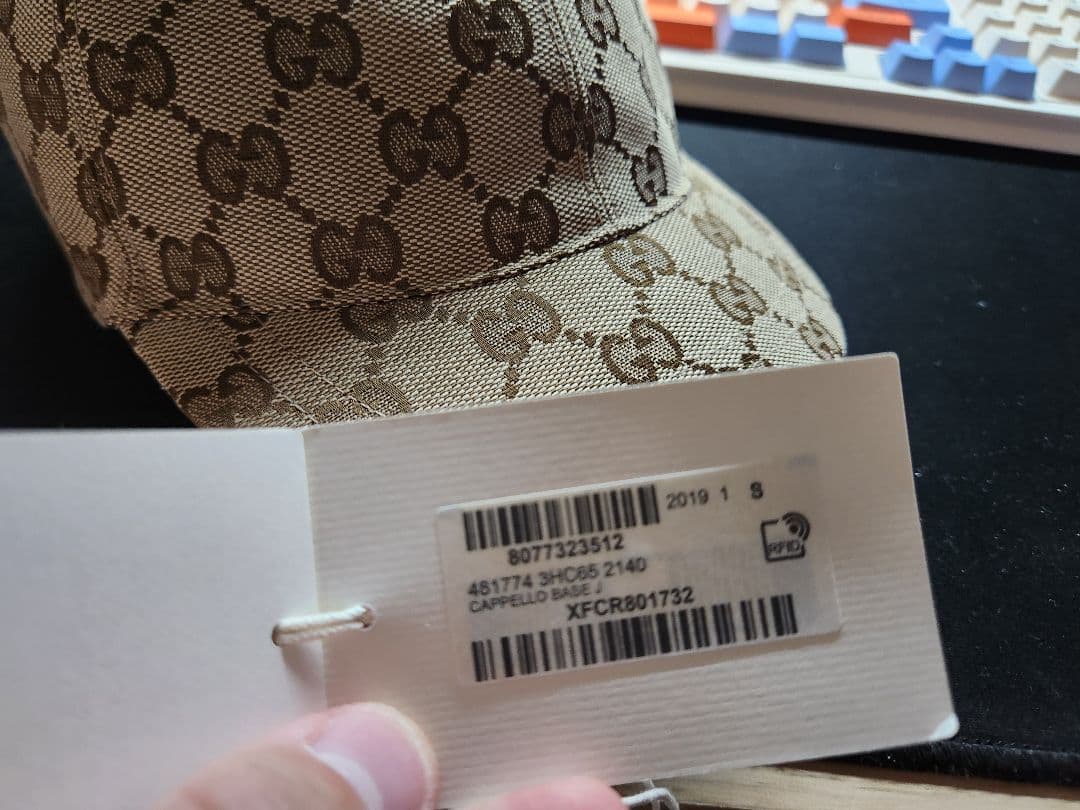 2019 1 S
8077323512
RFID
481774 3HC65 2140
CAPPELLO BASE J
XFCR801732